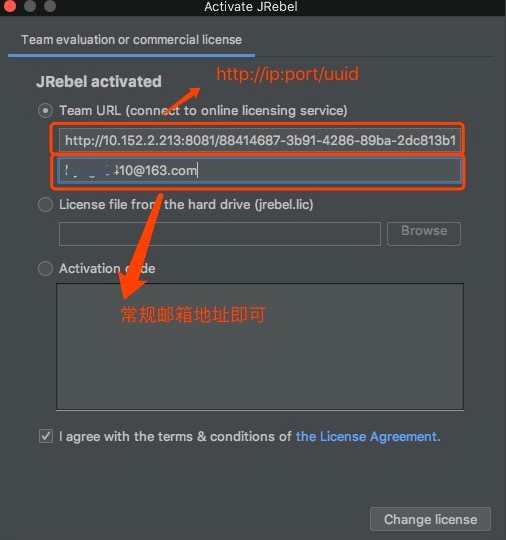 Activate JRebel
Team evaluation or commercial license
JRebel activated
http://ip:port/uuid
Team URL (connect to online licensing service)
http://10.152.2.213:8081/88414687-3b91-4286-89ba-2dc813b1
410@163.com
License file from the hard drive (jrebel.lic)
Browse
Activation code
常规邮箱地址即可
I agree with the terms & conditions of the License Agreement.
Change license